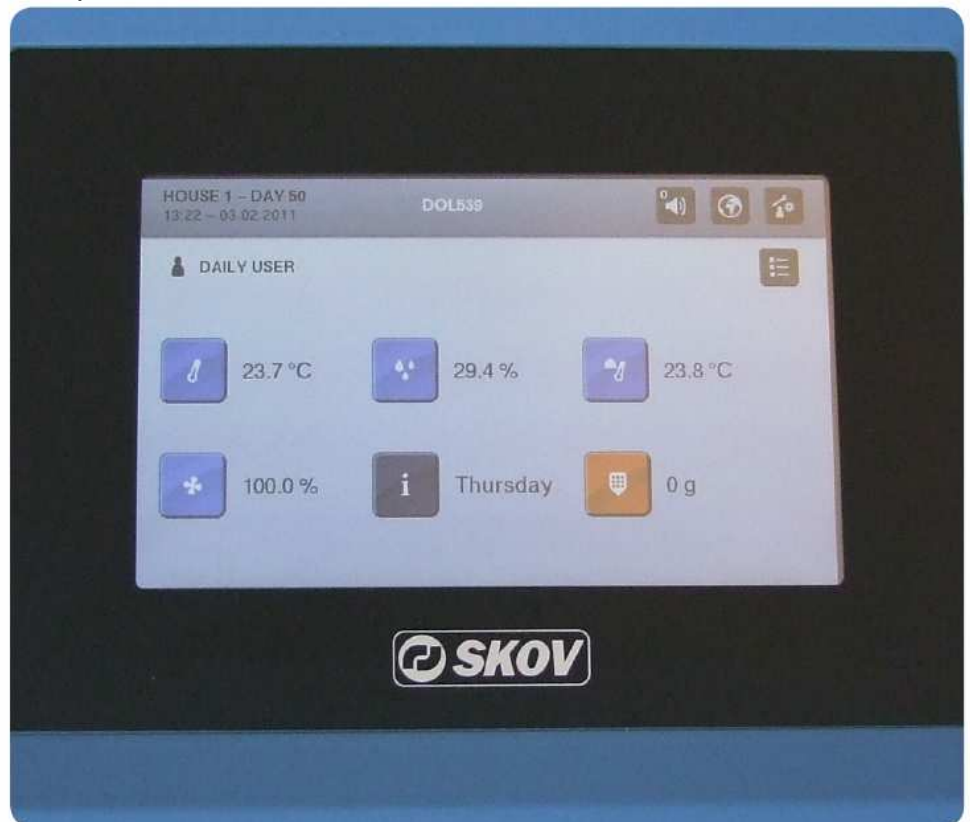 HOUSE 1 – DAY 50
13:22 – 03.02.2011
DOL539
0
DAILY USER
23.7 °C
29.4 %
23.8 °C
100.0 %
i
Thursday
0 g
SKOV